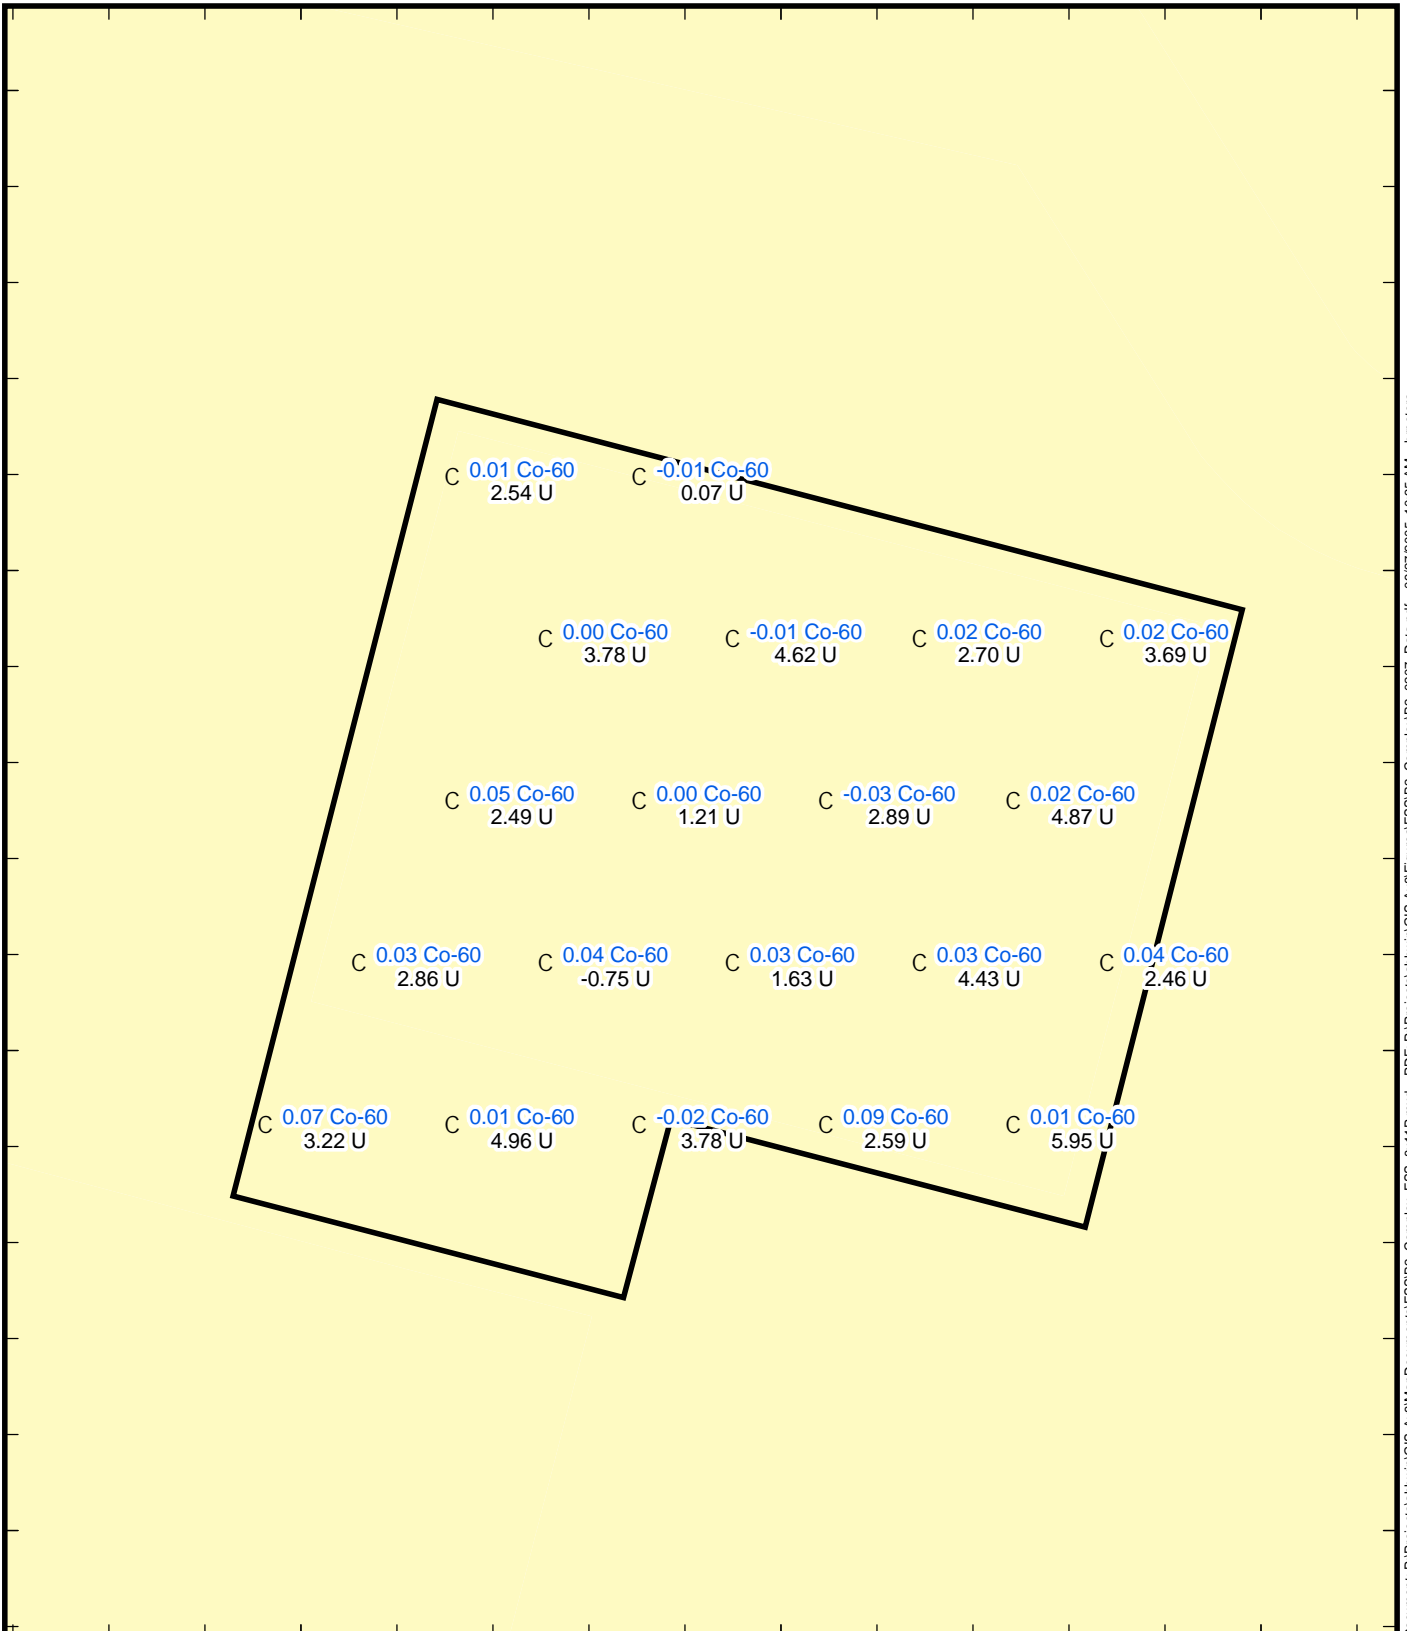 C 0.01 Co-60
2.54 U
C -0.01 Co-60
0.07 U
C 0.00 Co-60
3.78 U
C -0.01 Co-60
4.62 U
C 0.02 Co-60
2.70 U
C 0.02 Co-60
3.69 U
C 0.05 Co-60
2.49 U
C 0.00 Co-60
1.21 U
C -0.03 Co-60
2.89 U
C 0.02 Co-60
4.87 U
C 0.03 Co-60
2.86 U
C 0.04 Co-60
-0.75 U
C 0.03 Co-60
1.63 U
C 0.03 Co-60
4.43 U
C 0.04 Co-60
2.46 U
C 0.07 Co-60
3.22 U
C 0.01 Co-60
4.96 U
C -0.02 Co-60
3.78 U
C 0.09 Co-60
2.59 U
C 0.01 Co-60
5.95 U